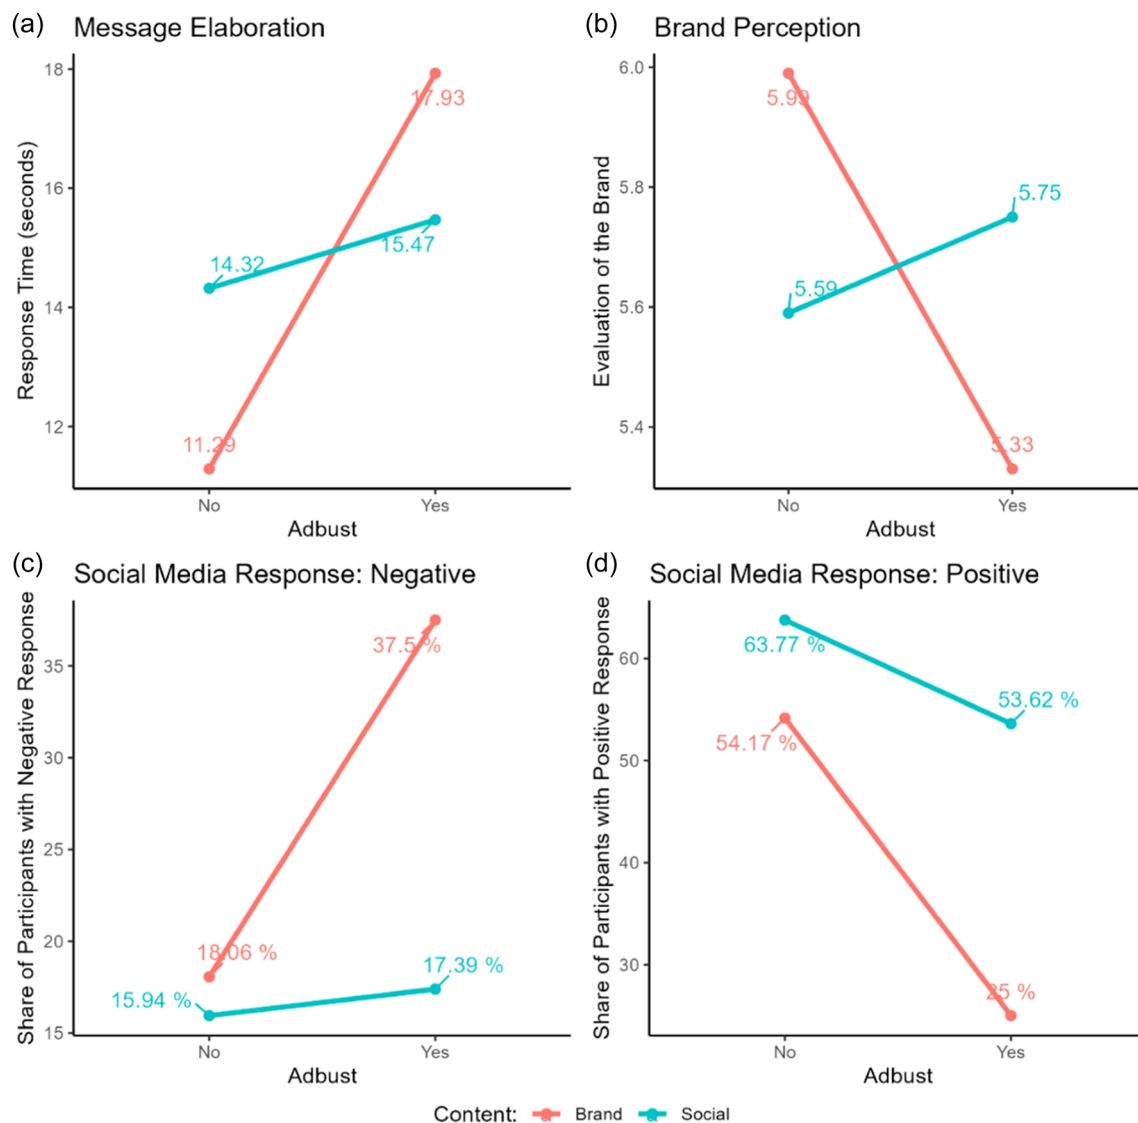 (a) Message Elaboration
Response Time (seconds)
18
16
14
12
17.93
14.32
15.47
11.29
No Yes
Adbust
(b) Brand Perception
Evaluation of the Brand
6.0
5.8
5.6
5.4
5.99
5.75
5.59
5.33
No Yes
Adbust
(c) Social Media Response: Negative
Share of Participants with Negative Response
35
30
25
20
15
37.5 %
18.06 %
15.94 %
17.39 %
No Yes
Adbust
(d) Social Media Response: Positive
Share of Participants with Positive Response
60
50
40
30
63.77 %
53.62 %
54.17 %
25 %
No Yes
Adbust
Content: Brand Social